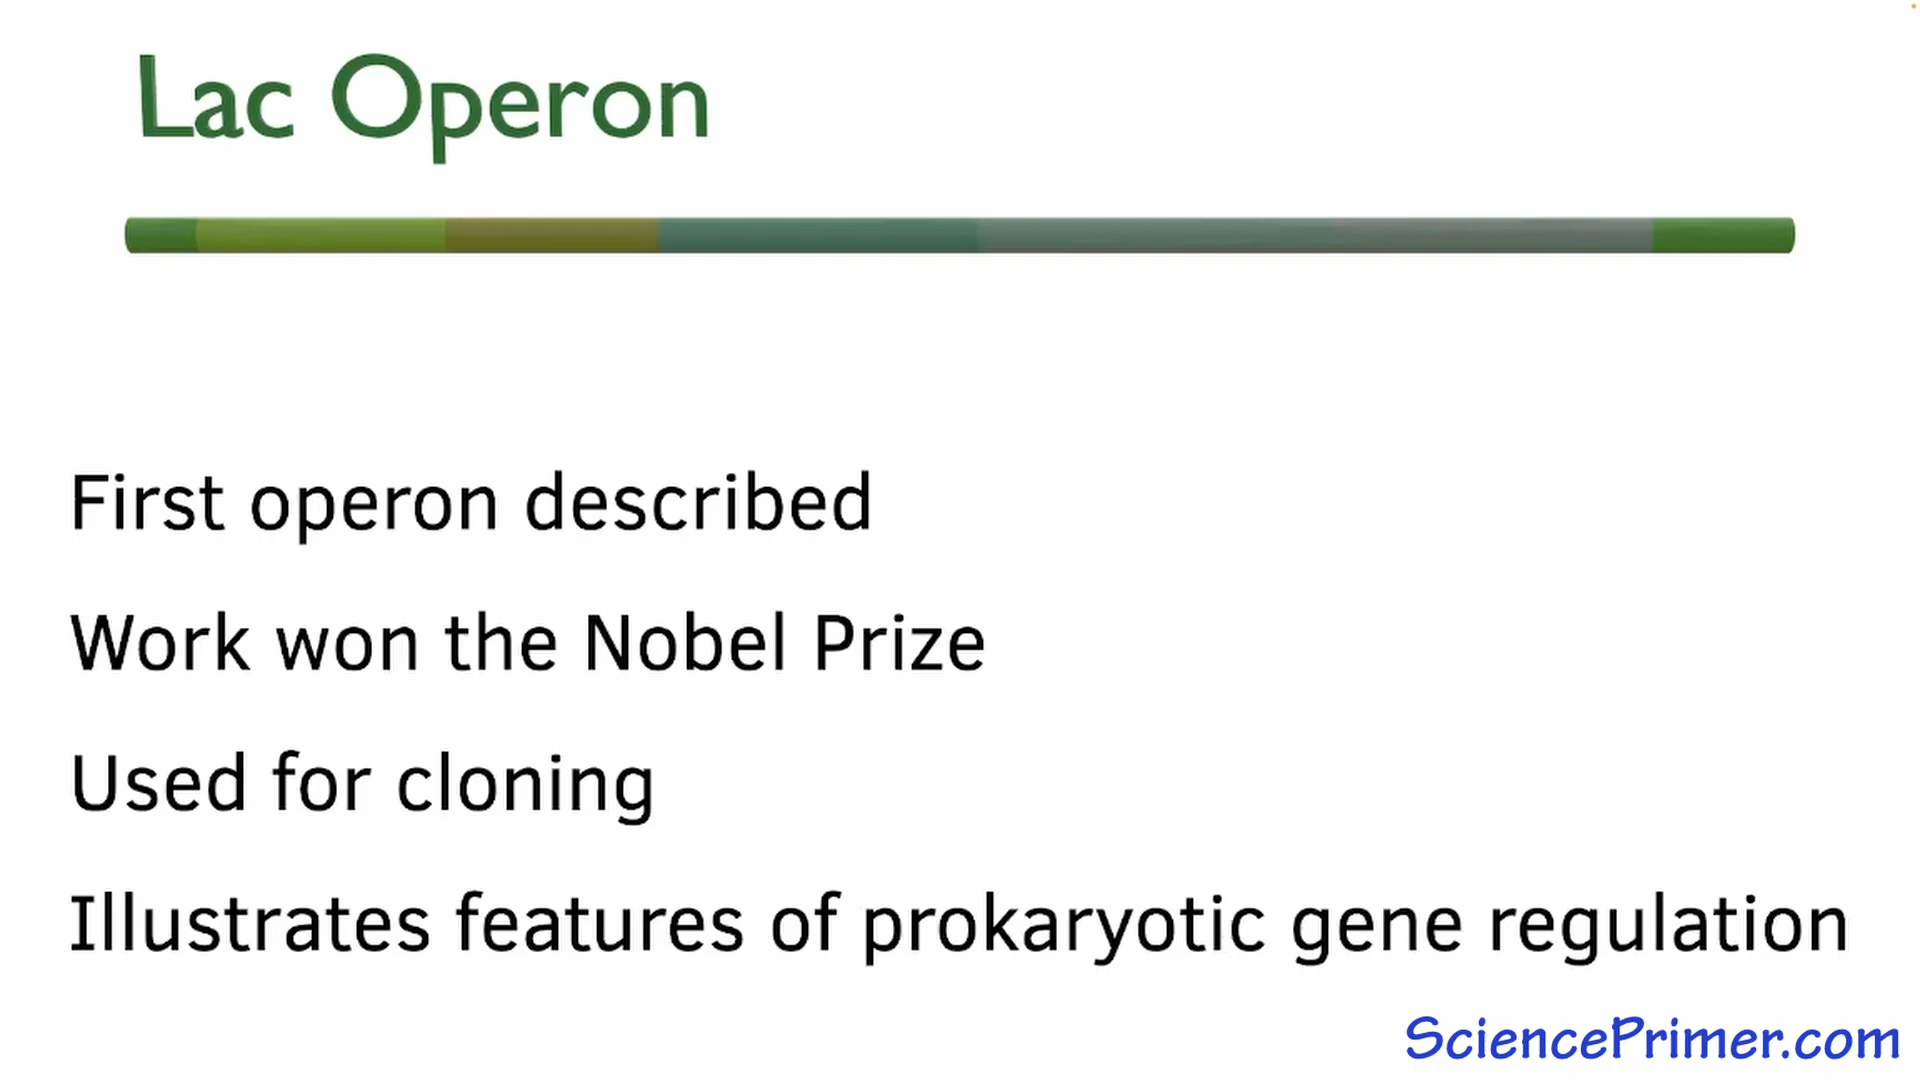 Lac Operon
First operon described
Work won the Nobel Prize
Used for cloning
Illustrates features of prokaryotic gene regulation
SciencePrimer.com